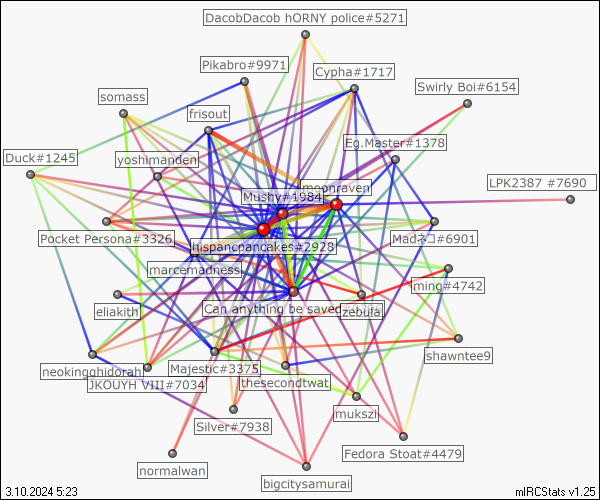 DacobDacob hORNY police#5271
Pikabro#9971
Cypha#1717
Swirly Boi#6154
somass
frisout
Eg.Master#1378
Duck#1245
yoshimanden
LPK2387 #7690
moonraven
Mushy#1984
Pocket Persona#3326
hispancpancakes#2928
Madネコ#6901
marcemadness
ming#4742
eliakith
Can anything be saved
zebula
shawntee9
neokingghidorah
Majestic#3375
JKOUYH VIII#7034
thesecondtwat
mukszi
Silver#7938
Fedora Stoat#4479
normalwan
bigcitysamurai
3.10.2024 5:23
mIRCStats v1.25